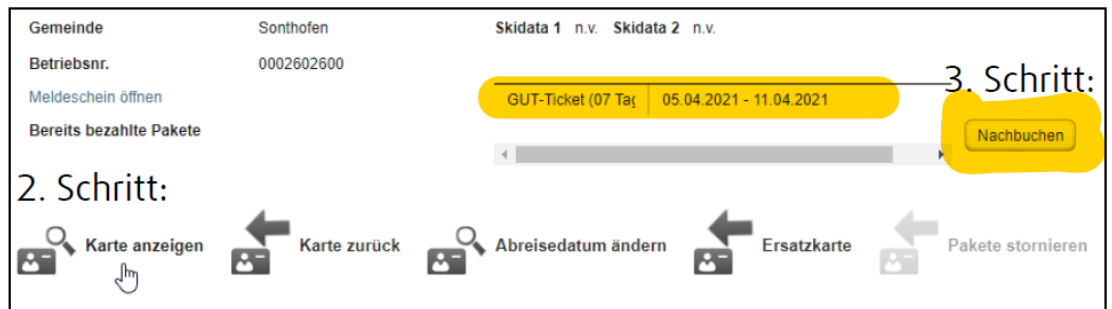 Gemeinde Sonthofen Skidata 1 n.v. Skidata 2 n.v.
Betriebsnr. 0002602600
3. Schritt:
Meldeschein öffnen GUT-Ticket (07 Tag 05.04.2021 - 11.04.2021
Bereits bezahlte Pakete Nachbuchen
2. Schritt:
Karte anzeigen Karte zurück Abreisedatum ändern Ersatzkarte Pakete stornieren